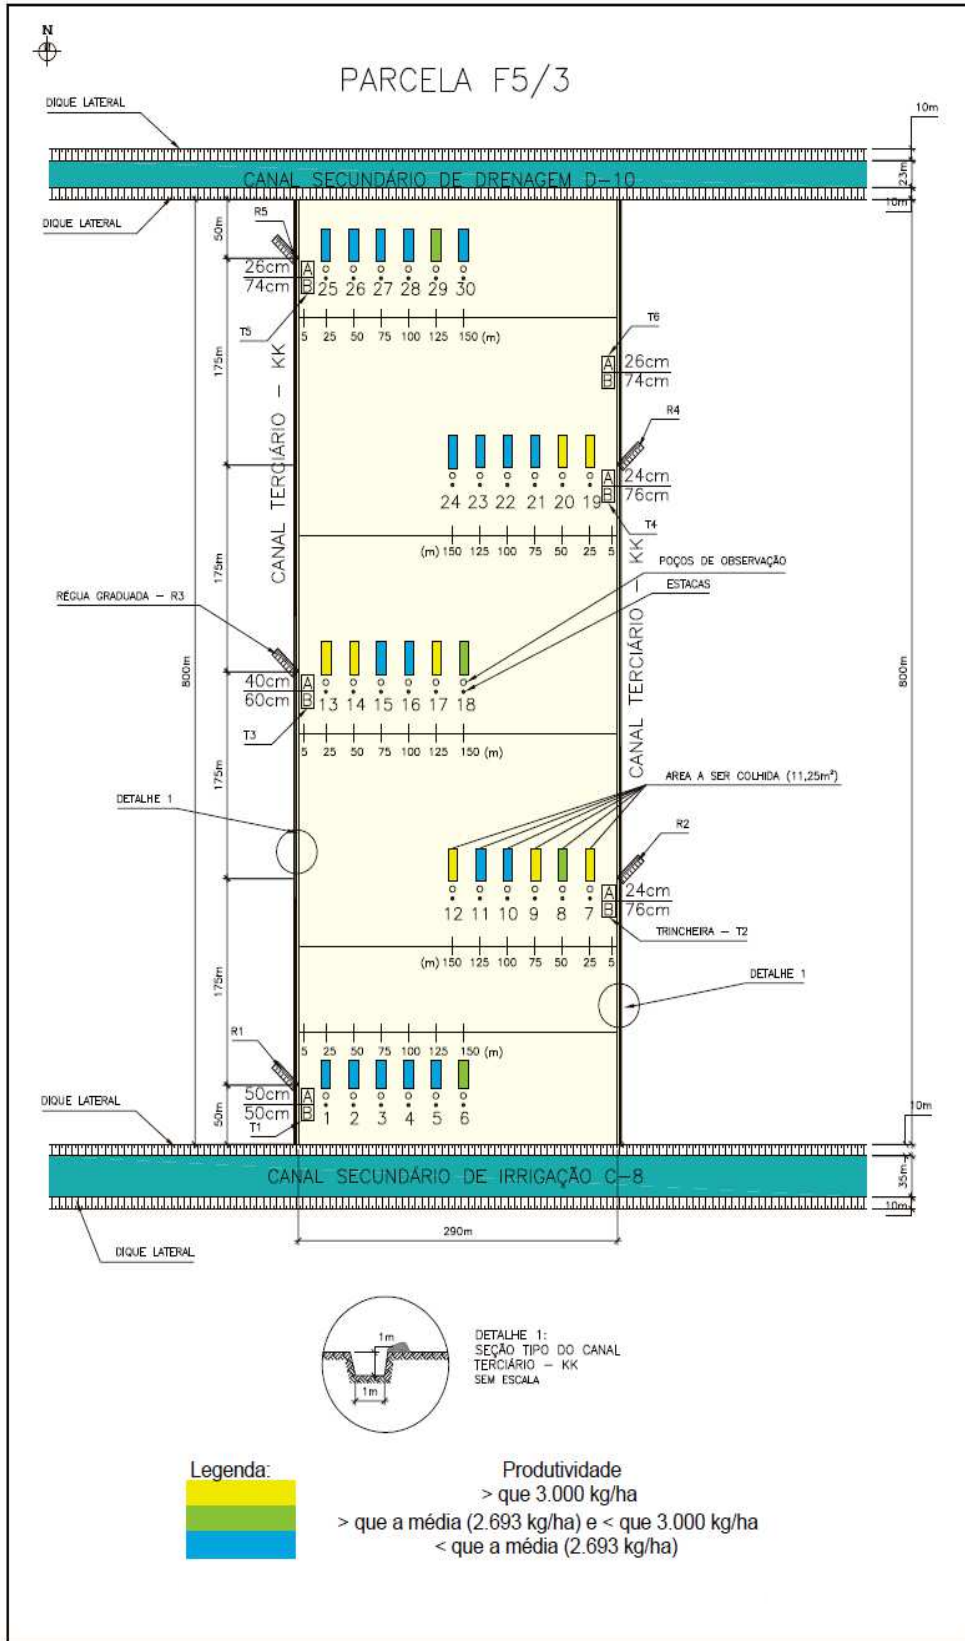 N
PARCELA F5/3
DIQUE LATERAL
10m
CANAL SECUNDÁRIO DE DRENAGEM D-10
23m
10m
DIQUE LATERAL
R5
50m
26cm A
74cm B
25 26 27 28 29 30
T5
5 25 50 75 100 125 150 (m)
T6
A 26cm
B 74cm
175m
CANAL TERCIÁRIO - KK
R4
A 24cm
B 76cm
24 23 22 21 20 19
T4
(m) 150 125 100 75 50 25 5
175m
CANAL TERCIÁRIO - KK
POÇOS DE OBSERVAÇÃO
ESTACAS
RÉGUA GRADUADA - R3
800m
800m
40cm A
60cm B
13 14 15 16 17 18
T3
5 25 50 75 100 125 150 (m)
175m
AREA A SER COLHIDA (11,25m²)
DETALHE 1
R2
A 24cm
B 76cm
12 11 10 9 8 7
TRINCHEIRA - T2
(m) 150 125 100 75 50 25 5
175m
DETALHE 1
R1
5 25 50 75 100 125 150 (m)
50cm A
50cm B
1 2 3 4 5 6
T1
50m
DIQUE LATERAL
10m
CANAL SECUNDÁRIO DE IRRIGAÇÃO C-8
35m
10m
290m
DIQUE LATERAL
1m
1m
DETALHE 1:
SEÇÃO TIPO DO CANAL
TERCIÁRIO - KK
SEM ESCALA
Legenda:
Produtividade
> que 3.000 kg/ha
> que a média (2.693 kg/ha) e < que 3.000 kg/ha
< que a média (2.693 kg/ha)